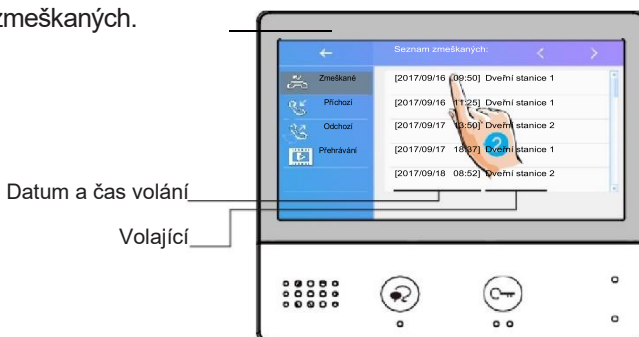 zmeškaných.
Seznam zmeškaných:
Zmeškané
Příchozí
Odchozí
Přehrávání
[2017/09/16 09:50] Dveřní stanice 1
[2017/09/16 11:25] Dveřní stanice 1
[2017/09/17 13:50] Dveřní stanice 2
[2017/09/17 18:37] Dveřní stanice 1
[2017/09/18 08:52] Dveřní stanice 2
2
Datum a čas volání
Volající